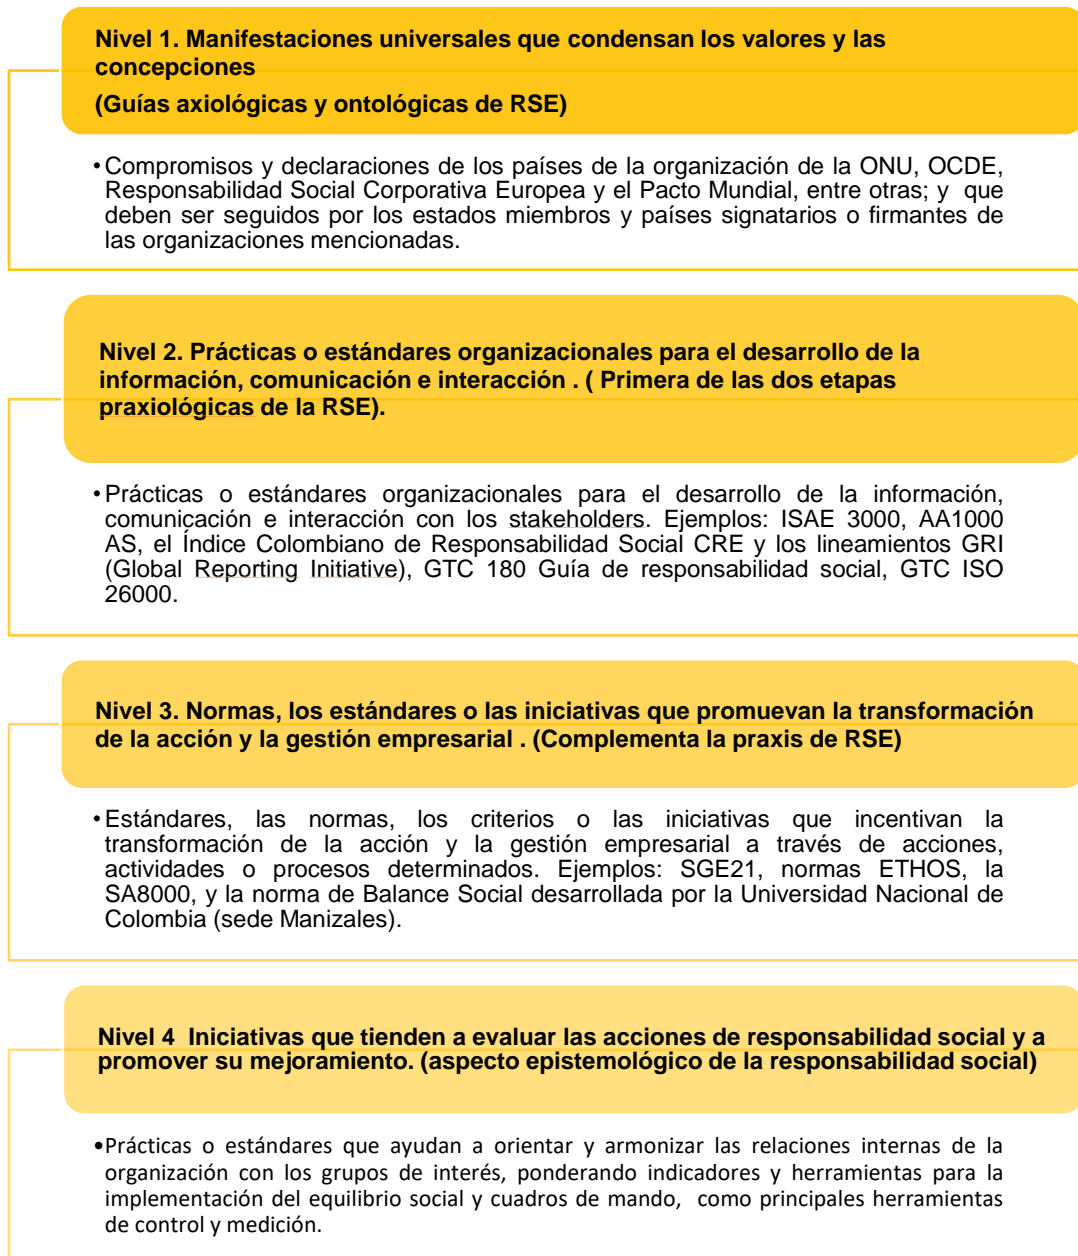 Nivel 1. Manifestaciones universales que condensan los valores y las
concepciones
(Guías axiológicas y ontológicas de RSE)
•Compromisos y declaraciones de los países de la organización de la ONU, OCDE,
Responsabilidad Social Corporativa Europea y el Pacto Mundial, entre otras; y que
deben ser seguidos por los estados miembros y países signatarios o firmantes de
las organizaciones mencionadas.
Nivel 2. Prácticas o estándares organizacionales para el desarrollo de la
información, comunicación e interacción . ( Primera de las dos etapas
praxiológicas de la RSE).
•Prácticas o estándares organizacionales para el desarrollo de la información,
comunicación e interacción con los stakeholders. Ejemplos: ISAE 3000, AA1000
AS, el Índice Colombiano de Responsabilidad Social CRE y los lineamientos GRI
(Global Reporting Initiative), GTC 180 Guía de responsabilidad social, GTC ISO
26000.
Nivel 3. Normas, los estándares o las iniciativas que promuevan la transformación
de la acción y la gestión empresarial . (Complementa la praxis de RSE)
•Estándares, las normas, los criterios o las iniciativas que incentivan la
transformación de la acción y la gestión empresarial a través de acciones,
actividades o procesos determinados. Ejemplos: SGE21, normas ETHOS, la
SA8000, y la norma de Balance Social desarrollada por la Universidad Nacional de
Colombia (sede Manizales).
Nivel 4 Iniciativas que tienden a evaluar las acciones de responsabilidad social y a
promover su mejoramiento. (aspecto epistemológico de la responsabilidad social)
•Prácticas o estándares que ayudan a orientar y armonizar las relaciones internas de la
organización con los grupos de interés, ponderando indicadores y herramientas para la
implementación del equilibrio social y cuadros de mando, como principales herramientas
de control y medición.